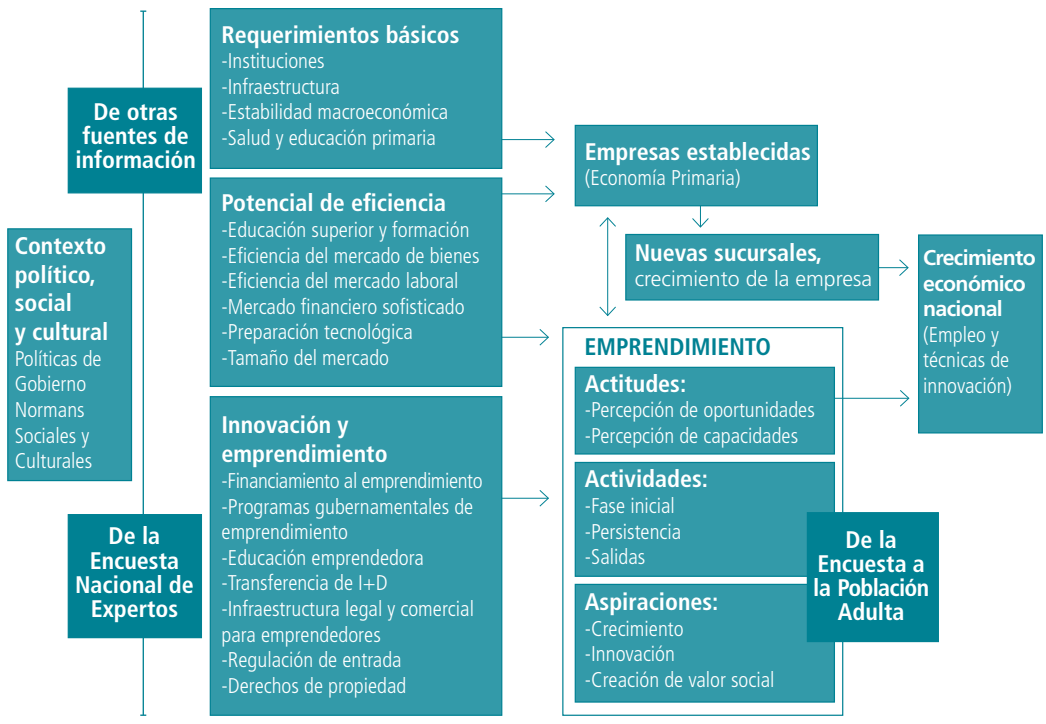 De otras
fuentes de
información
Contexto
político,
social
y cultural
Políticas de
Gobierno
Normans
Sociales y
Culturales
De la
Encuesta
Nacional de
Expertos
Requerimientos básicos
-Instituciones
-Infraestructura
-Estabilidad macroeconómica
-Salud y educación primaria
Potencial de eficiencia
-Educación superior y formación
-Eficiencia del mercado de bienes
-Eficiencia del mercado laboral
-Mercado financiero sofisticado
-Preparación tecnológica
-Tamaño del mercado
Innovación y
emprendimiento
-Financiamiento al emprendimiento
-Programas gubernamentales de
emprendimiento
-Educación emprendedora
-Transferencia de I+D
-Infraestructura legal y comercial
para emprendedores
-Regulación de entrada
-Derechos de propiedad
Empresas establecidas
(Economía Primaria)
Nuevas sucursales,
crecimiento de la empresa
EMPRENDIMIENTO
Actitudes:
-Percepción de oportunidades
-Percepción de capacidades
Actividades:
-Fase inicial
-Persistencia
-Salidas
Aspiraciones:
-Crecimiento
-Innovación
-Creación de valor social
De la
Encuesta a
la Población
Adulta
Crecimiento
económico
nacional
(Empleo y
técnicas de
innovación)